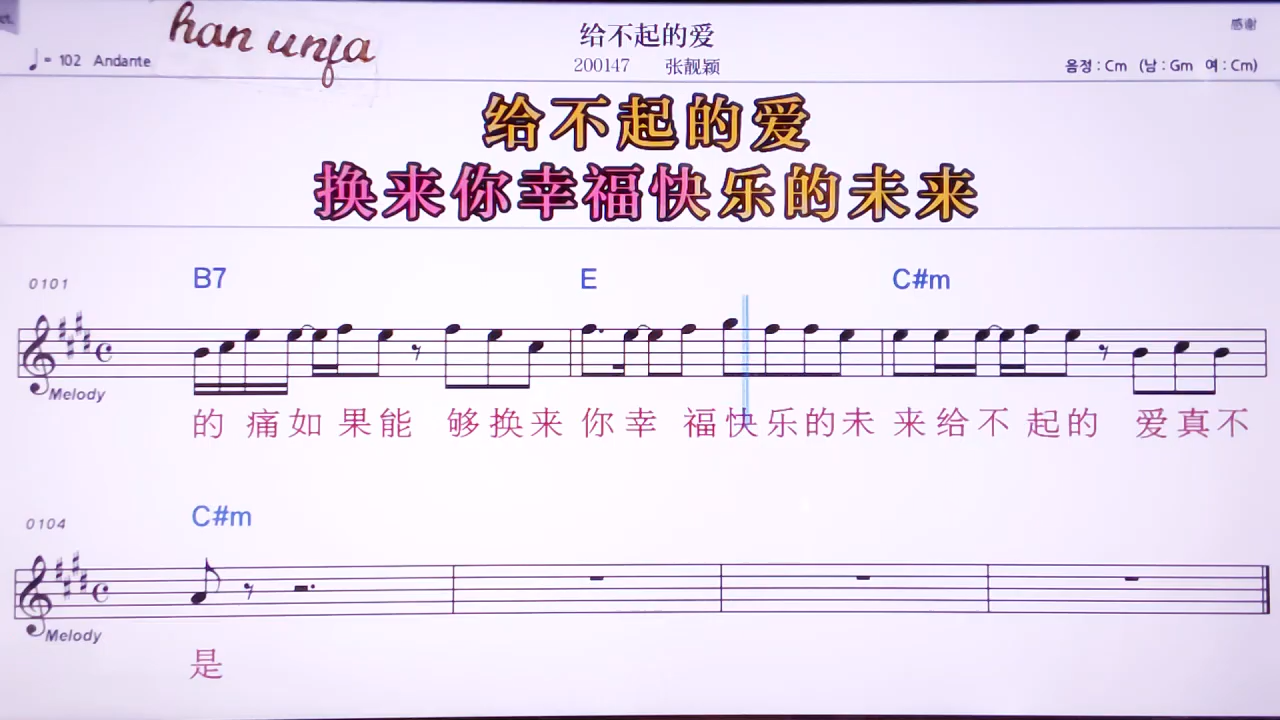 han unfa
给不起的爱
感谢
♩= 102 Andante
200147 张靓颖
음정 : Cm (남 : Gm 여 : Cm)
给不起的爱
换来你幸福快乐的未来
0101
B7 E C#m
Melody
的痛如果能够换来你幸福快乐的未来给不起的爱真不
0104
C#m
Melody
是